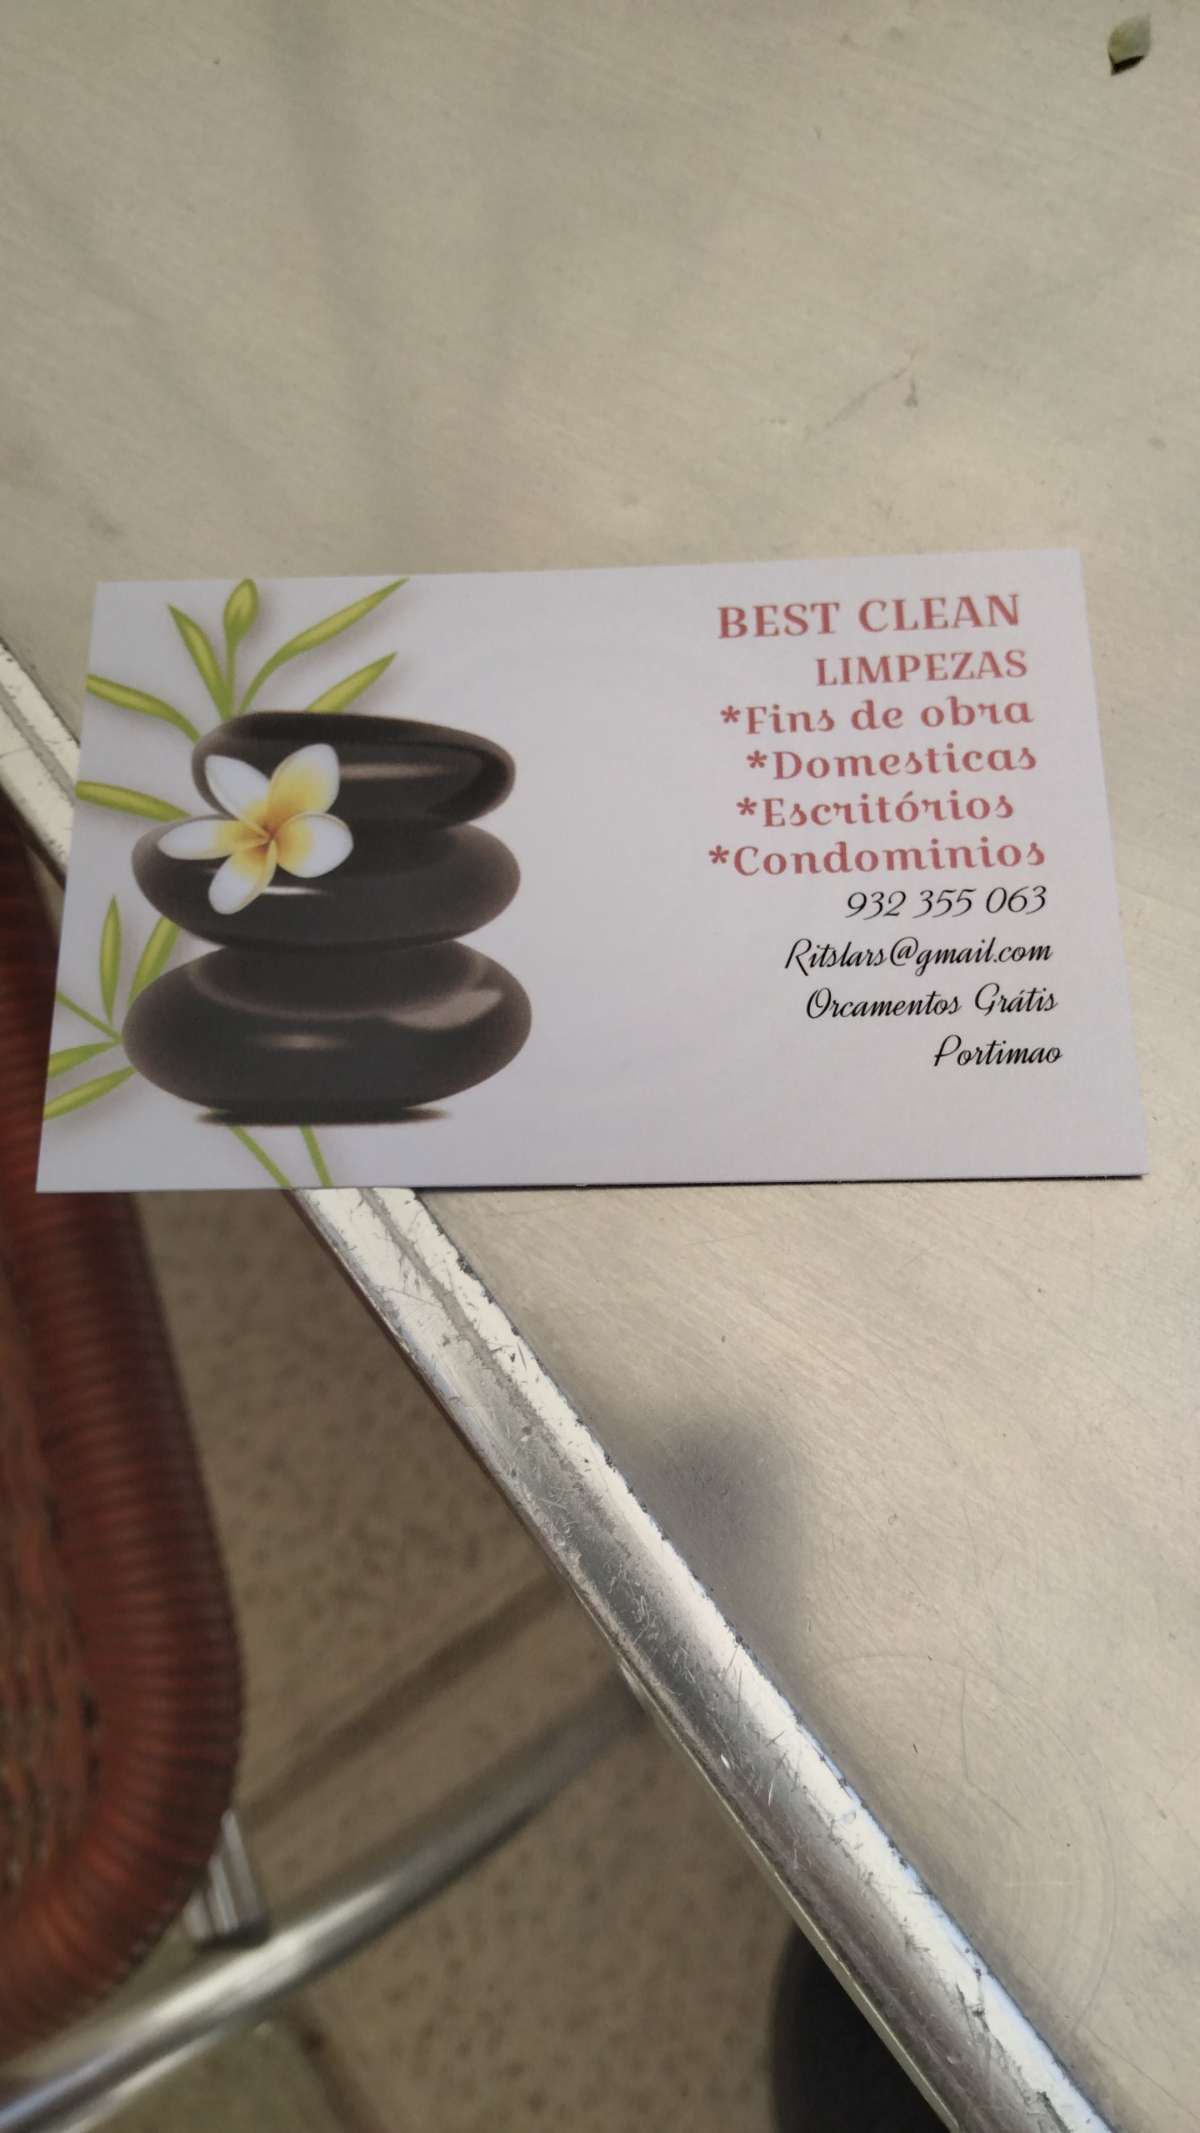 BEST CLEAN
LIMPEZAS
*Fins de obra
*Domesticas
*Escritórios
*Condominios
932 355 063
Ritslars@gmail.com
Orcamentos Grátis
Portimao